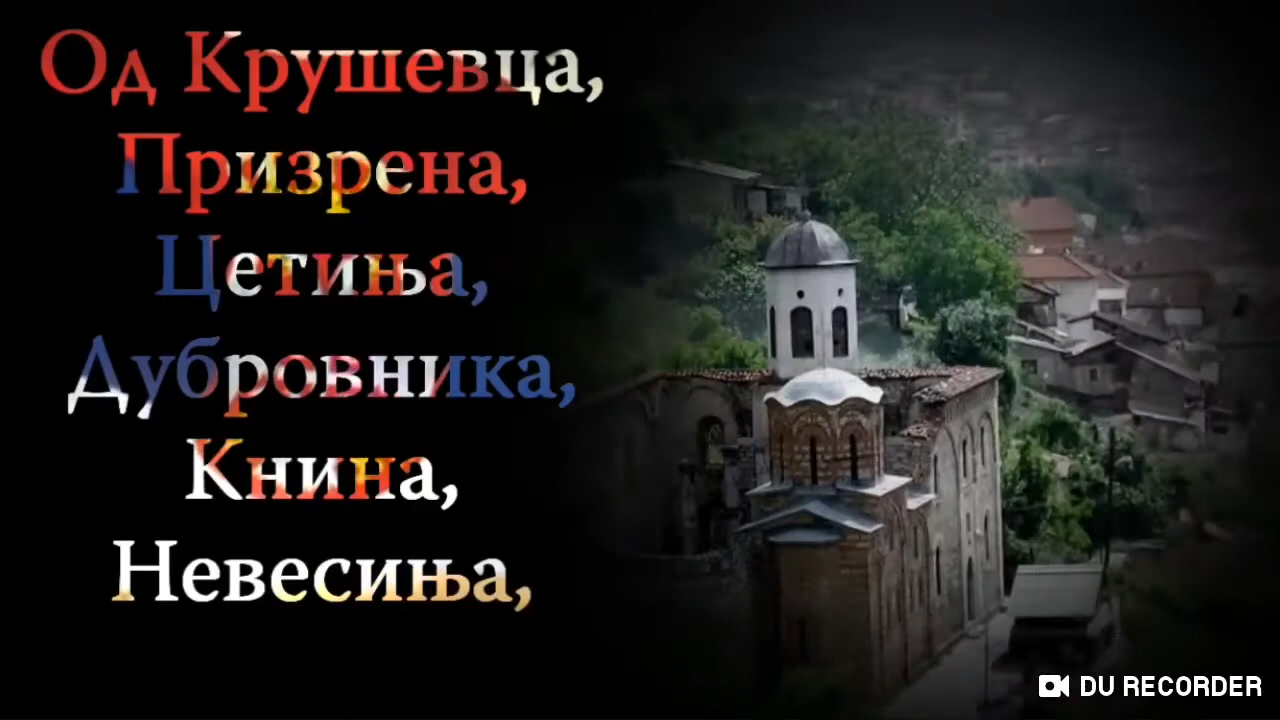 Од Крушевца,
Призрена,
Цетиња,
Дубровника,
Книна,
Невесиња,
DU RECORDER